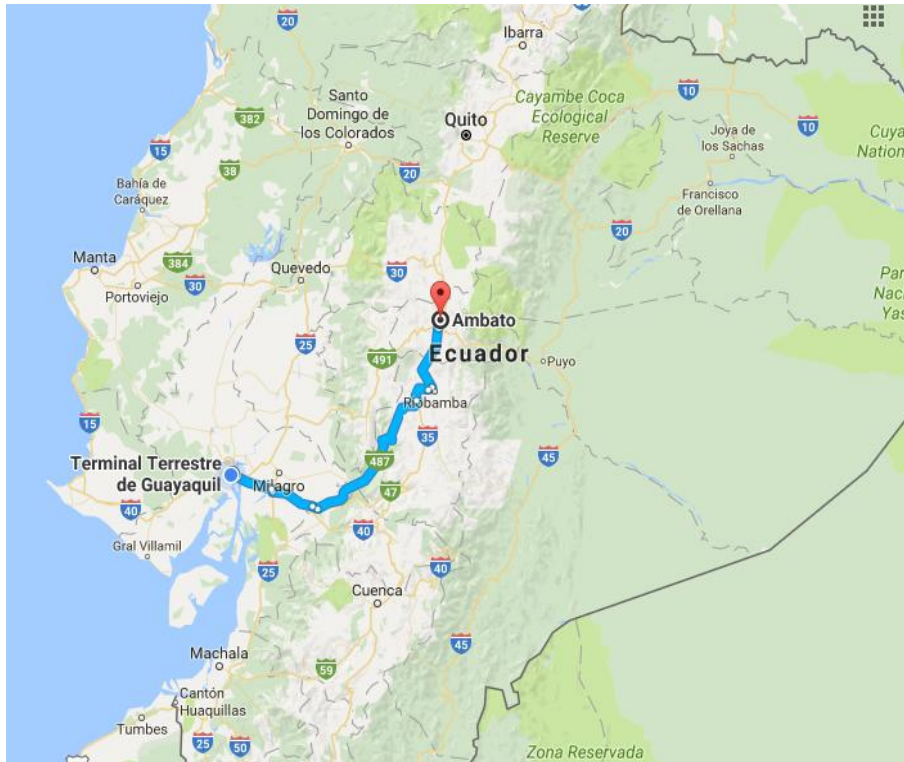 20
Ibarra
Santo
Domingo de
los Colorados
382
Quito
Cayambe Coca
Ecological
Reserve
10
10
Joya de
los Sachas
Cuya
Nation
15
38
20
Bahía de
Caráquez
Francisco
de Orellana
20
Manta
384
Portoviejo
30
Quevedo
30
Par
Nac
Yas
Ambato
Ecuador
25
491
Puyo
Riobamba
15
35
45
Terminal Terrestre
de Guayaquil
487
Milagro
47
40
40
Gral Villamil
25
40
Cuenca
45
Machala
59
Cantón
Huaquillas
Tumbes
25
50
Zona Reservada